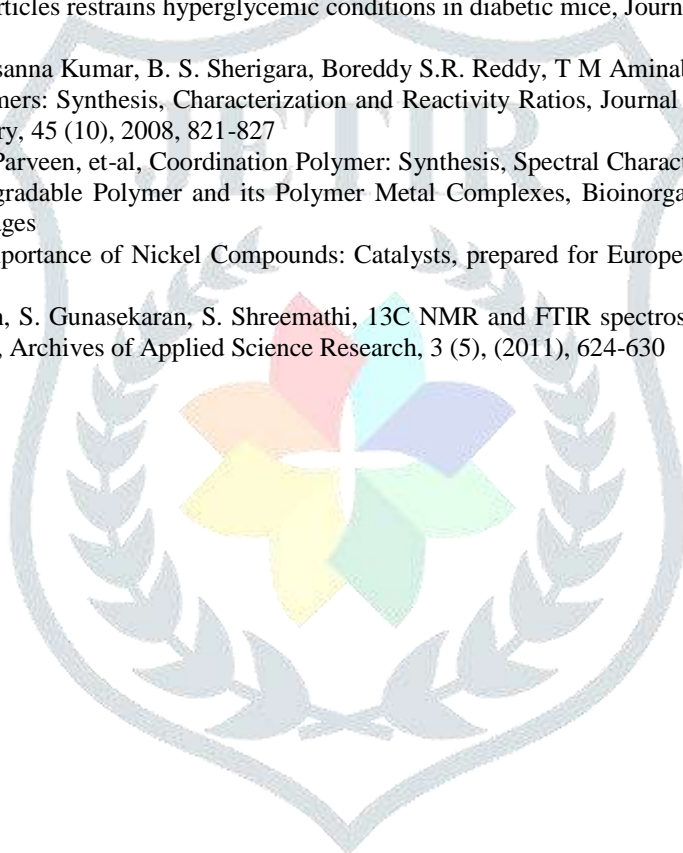 rticles restrains hyperglycemic conditions in diabetic mice, Journ
sanna Kumar, B. S. Sherigara, Boreddy S.R. Reddy, T M Aminab
mers: Synthesis, Characterization and Reactivity Ratios, Journal
ry, 45 (10), 2008, 821-827
Parveen, et-al, Coordination Polymer: Synthesis, Spectral Charact
gradable Polymer and its Polymer Metal Complexes, Bioinorga
ges
portance of Nickel Compounds: Catalysts, prepared for Europe
, S. Gunasekaran, S. Shreemathi, 13C NMR and FTIR spectros
, Archives of Applied Science Research, 3 (5), (2011), 624-630
JETIR